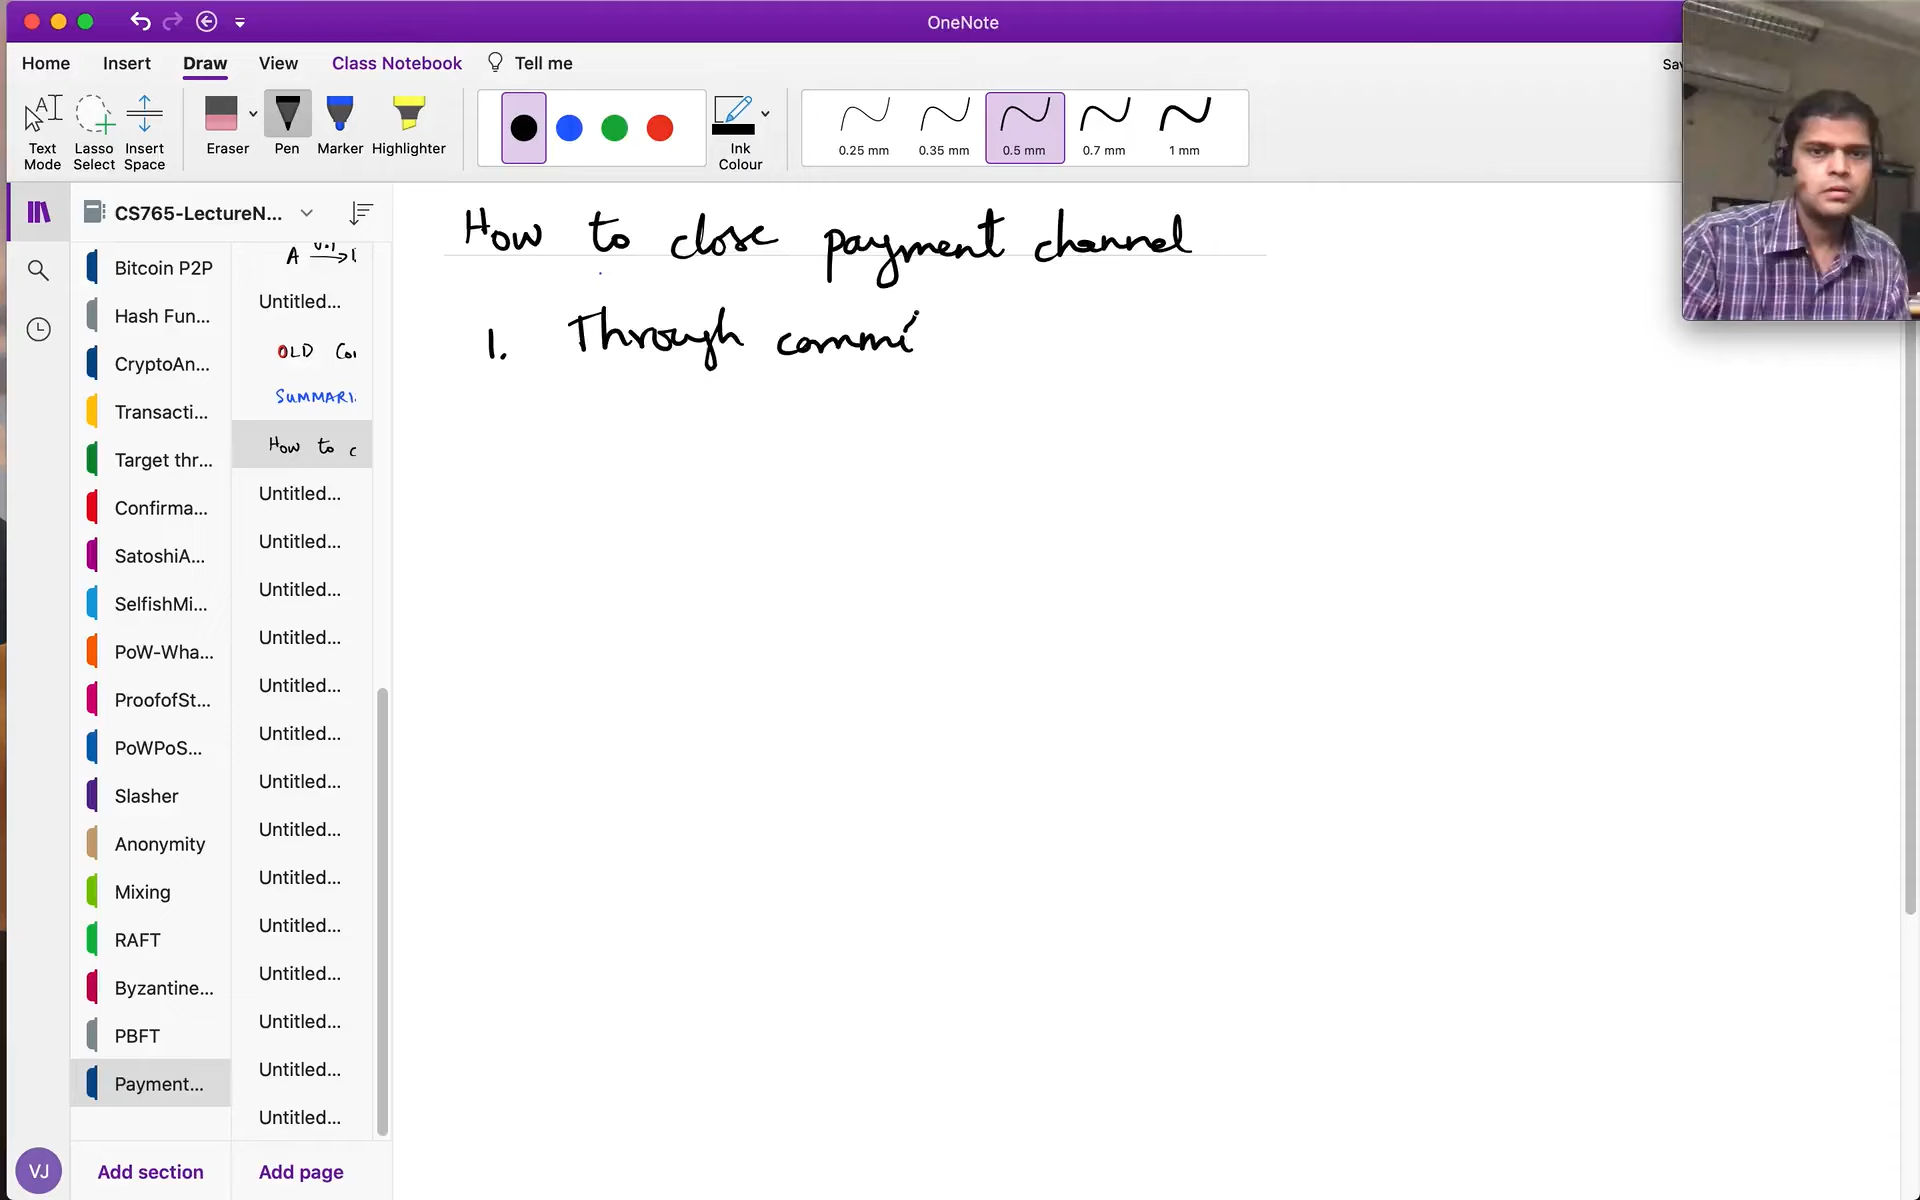 OneNote
Home Insert Draw View Class Notebook Tell me
Text Mode
Lasso Select
Insert Space
Eraser
Pen
Marker
Highlighter
Ink Colour
0.25 mm
0.35 mm
0.5 mm
0.7 mm
1 mm
CS765-LectureN...
Bitcoin P2P
Hash Fun...
CryptoAn...
Transacti...
Target thr...
Confirma...
SatoshiA...
SelfishMi...
PoW-Wha...
ProofofSt...
PoWPoS...
Slasher
Anonymity
Mixing
RAFT
Byzantine...
PBFT
Payment...
Add section
A
Untitled...
OLD
SUMMARI
How to c
Untitled...
Untitled...
Untitled...
Untitled...
Untitled...
Untitled...
Untitled...
Untitled...
Untitled...
Untitled...
Untitled...
Untitled...
Untitled...
Untitled...
Add page
VJ
How to close payment channel
1. Through commi